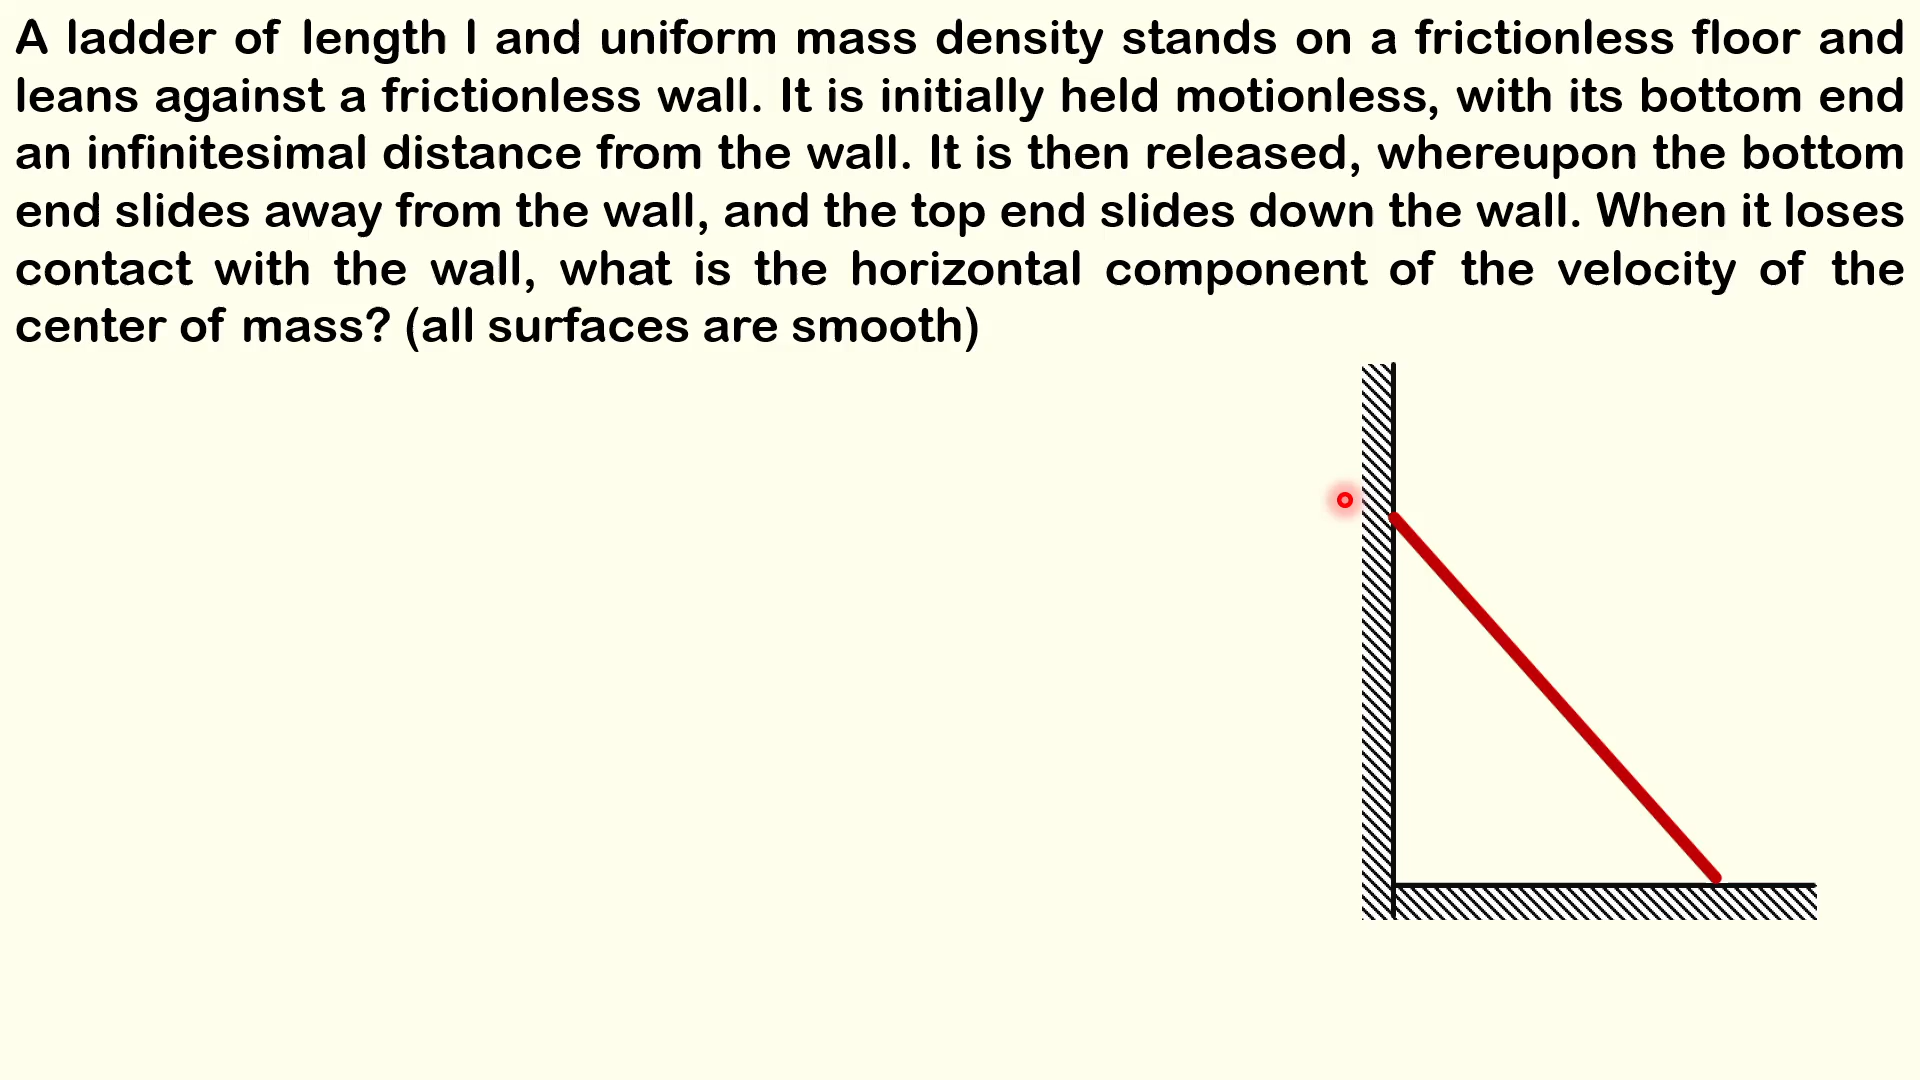 A ladder of length l and uniform mass density stands on a frictionless floor and
leans against a frictionless wall. It is initially held motionless, with its bottom end
an infinitesimal distance from the wall. It is then released, whereupon the bottom
end slides away from the wall, and the top end slides down the wall. When it loses
contact with the wall, what is the horizontal component of the velocity of the
center of mass? (all surfaces are smooth)